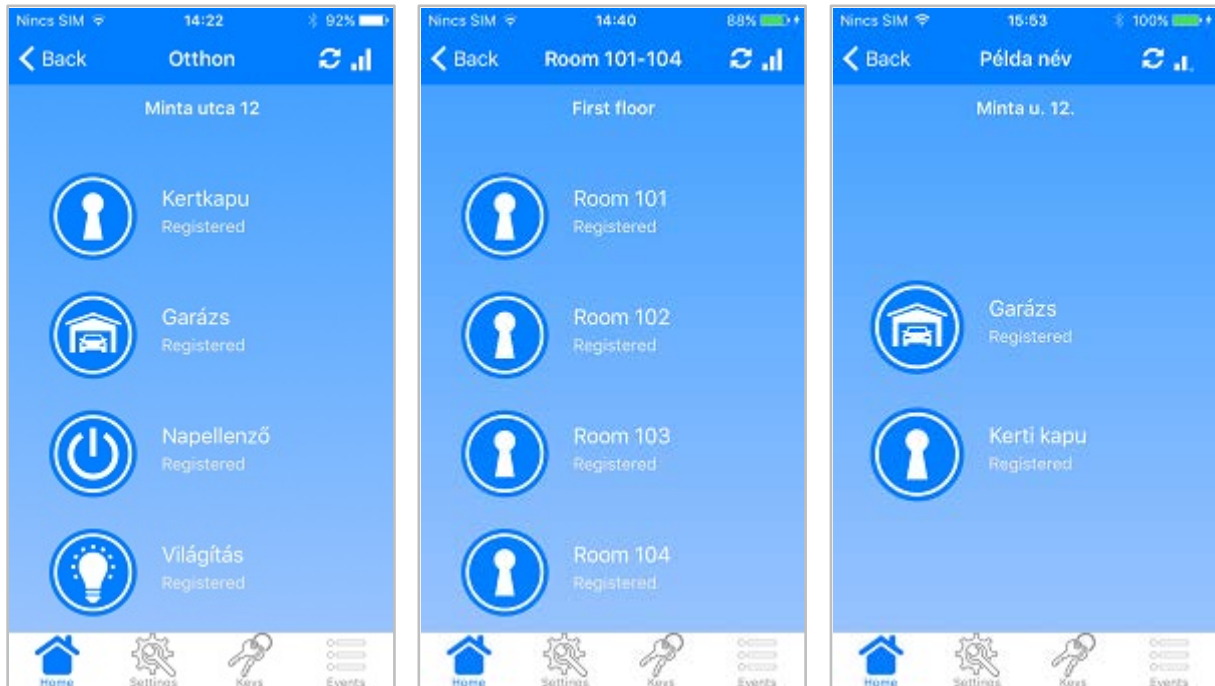 Nincs SIM 14:22 92%
Back Otthon
Minta utca 12
Kertkapu
Registered
Garázs
Registered
Napellenző
Registered
Világítás
Registered
Home Settings Keys Events
Nincs SIM 14:40 88%
Back Room 101-104
First floor
Room 101
Registered
Room 102
Registered
Room 103
Registered
Room 104
Registered
Home Settings Keys Events
Nincs SIM 15:53 100%
Back Példa név
Minta u. 12.
Garázs
Registered
Kerti kapu
Registered
Home Settings Keys Events